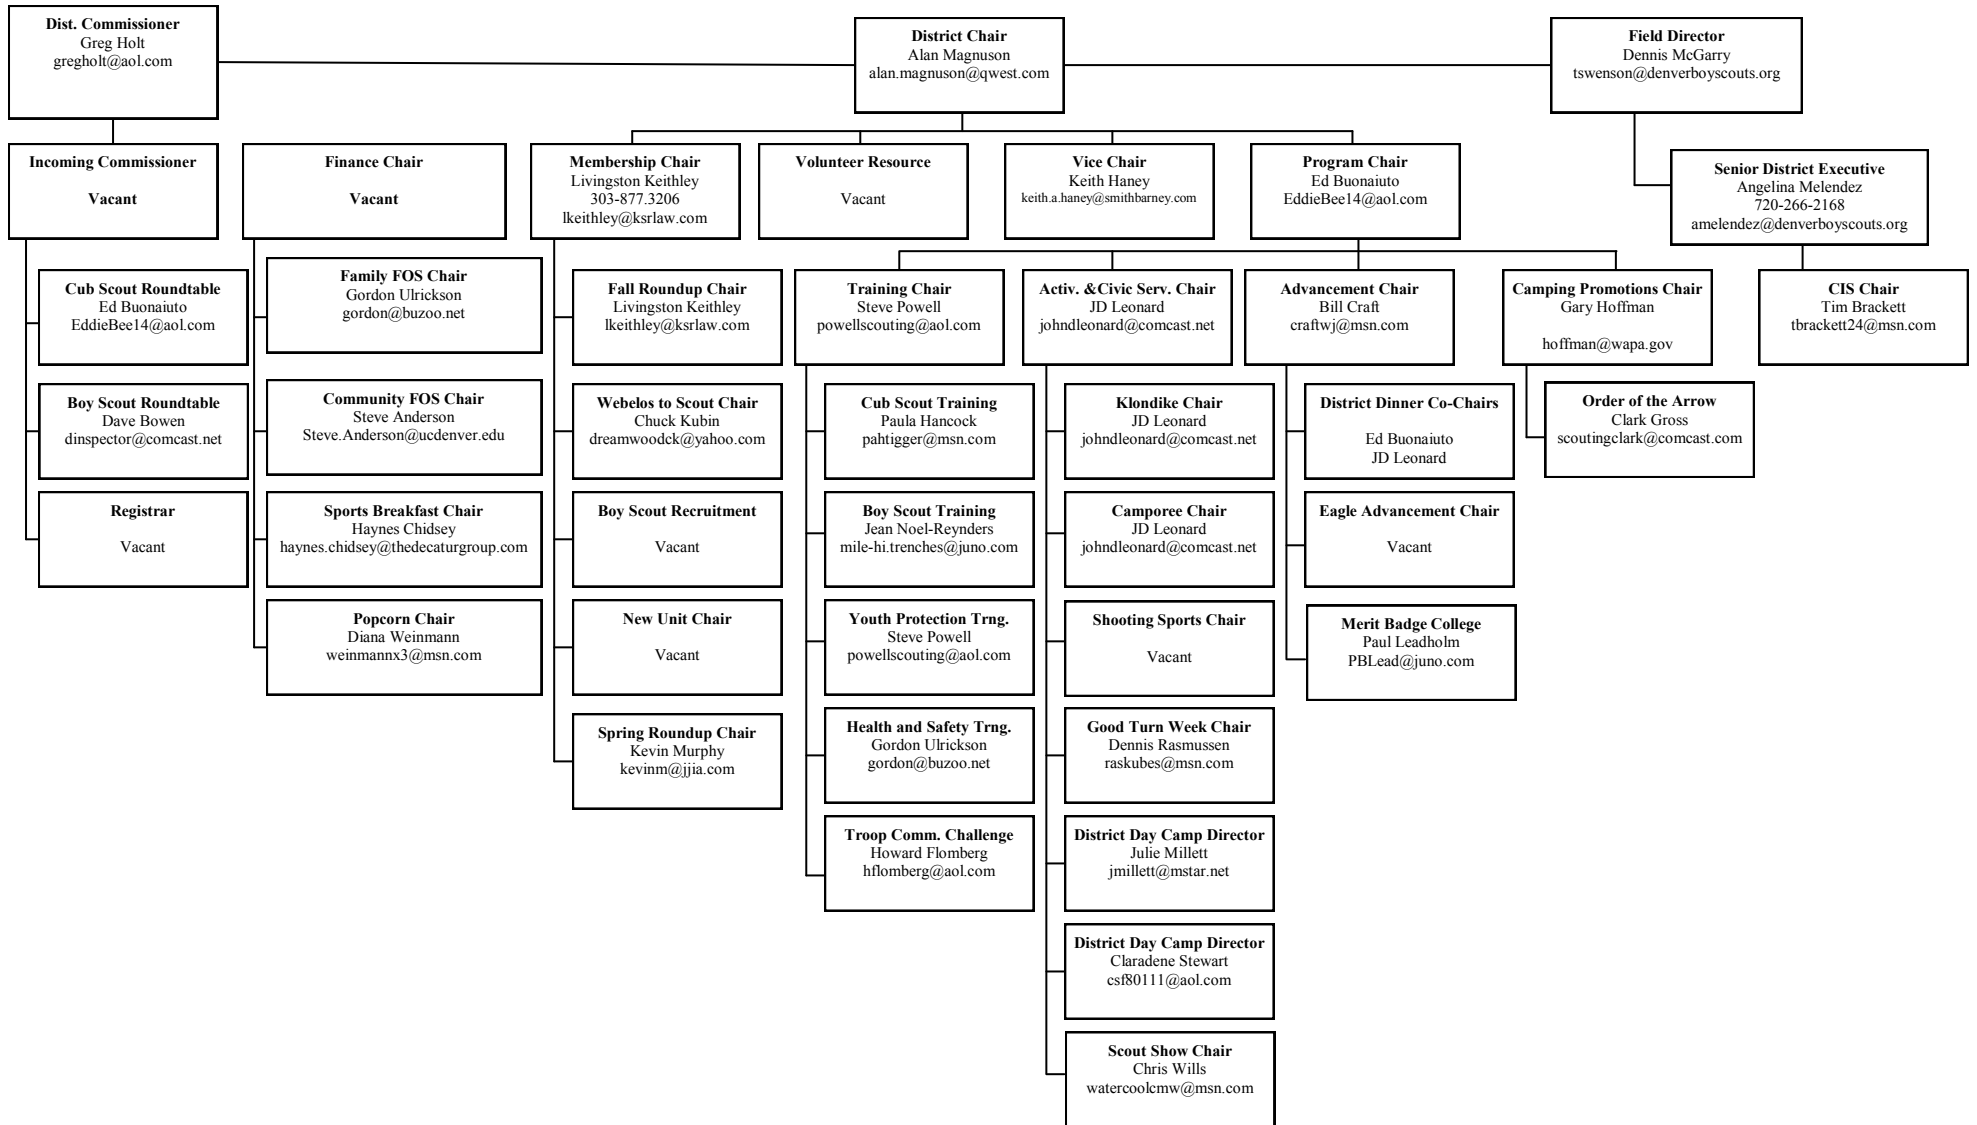 Dist. Commissioner
Greg Holt
gregholt@aol.com
District Chair
Alan Magnuson
alan.magnuson@qwest.com
Field Director
Dennis McGarry
tswenson@denverboyscouts.org
Incoming Commissioner
Vacant
Finance Chair
Vacant
Membership Chair
Livingston Keithley
303-877.3206
lkeithley@ksrlaw.com
Volunteer Resource
Vacant
Vice Chair
Keith Haney
keith.a.haney@smithbarney.com
Program Chair
Ed Buonaiuto
EddieBee14@aol.com
Senior District Executive
Angelina Melendez
720-266-2168
amelendez@denverboyscouts.org
Cub Scout Roundtable
Ed Buonaiuto
EddieBee14@aol.com
Family FOS Chair
Gordon Ulrickson
gordon@buzoo.net
Fall Roundup Chair
Livingston Keithley
lkeithley@ksrlaw.com
Training Chair
Steve Powell
powellscouting@aol.com
Activ. &Civic Serv. Chair
JD Leonard
johndleonard@comcast.net
Advancement Chair
Bill Craft
craftwj@msn.com
Camping Promotions Chair
Gary Hoffman
hoffman@wapa.gov
CIS Chair
Tim Brackett
tbrackett24@msn.com
Boy Scout Roundtable
Dave Bowen
dinspector@comcast.net
Community FOS Chair
Steve Anderson
Steve.Anderson@ucdenver.edu
Webelos to Scout Chair
Chuck Kubin
dreamwoodck@yahoo.com
Cub Scout Training
Paula Hancock
pahtigger@msn.com
Klondike Chair
JD Leonard
johndleonard@comcast.net
District Dinner Co-Chairs
Ed Buonaiuto
JD Leonard
Order of the Arrow
Clark Gross
scoutingclark@comcast.com
Registrar
Vacant
Sports Breakfast Chair
Haynes Chidsey
haynes.chidsey@thedecaturgroup.com
Boy Scout Recruitment
Vacant
Boy Scout Training
Jean Noel-Reynders
mile-hi.trenches@juno.com
Camporee Chair
JD Leonard
johndleonard@comcast.net
Eagle Advancement Chair
Vacant
Popcorn Chair
Diana Weinmann
weinmannx3@msn.com
New Unit Chair
Vacant
Youth Protection Trng.
Steve Powell
powellscouting@aol.com
Shooting Sports Chair
Vacant
Merit Badge College
Paul Leadholm
PBLead@juno.com
Spring Roundup Chair
Kevin Murphy
kevinm@jjia.com
Health and Safety Trng.
Gordon Ulrickson
gordon@buzoo.net
Good Turn Week Chair
Dennis Rasmussen
raskubes@msn.com
Troop Comm. Challenge
Howard Flomberg
hflomberg@aol.com
District Day Camp Director
Julie Millett
jmillett@mstar.net
District Day Camp Director
Claradene Stewart
csf80111@aol.com
Scout Show Chair
Chris Wills
watercoolcmw@msn.com